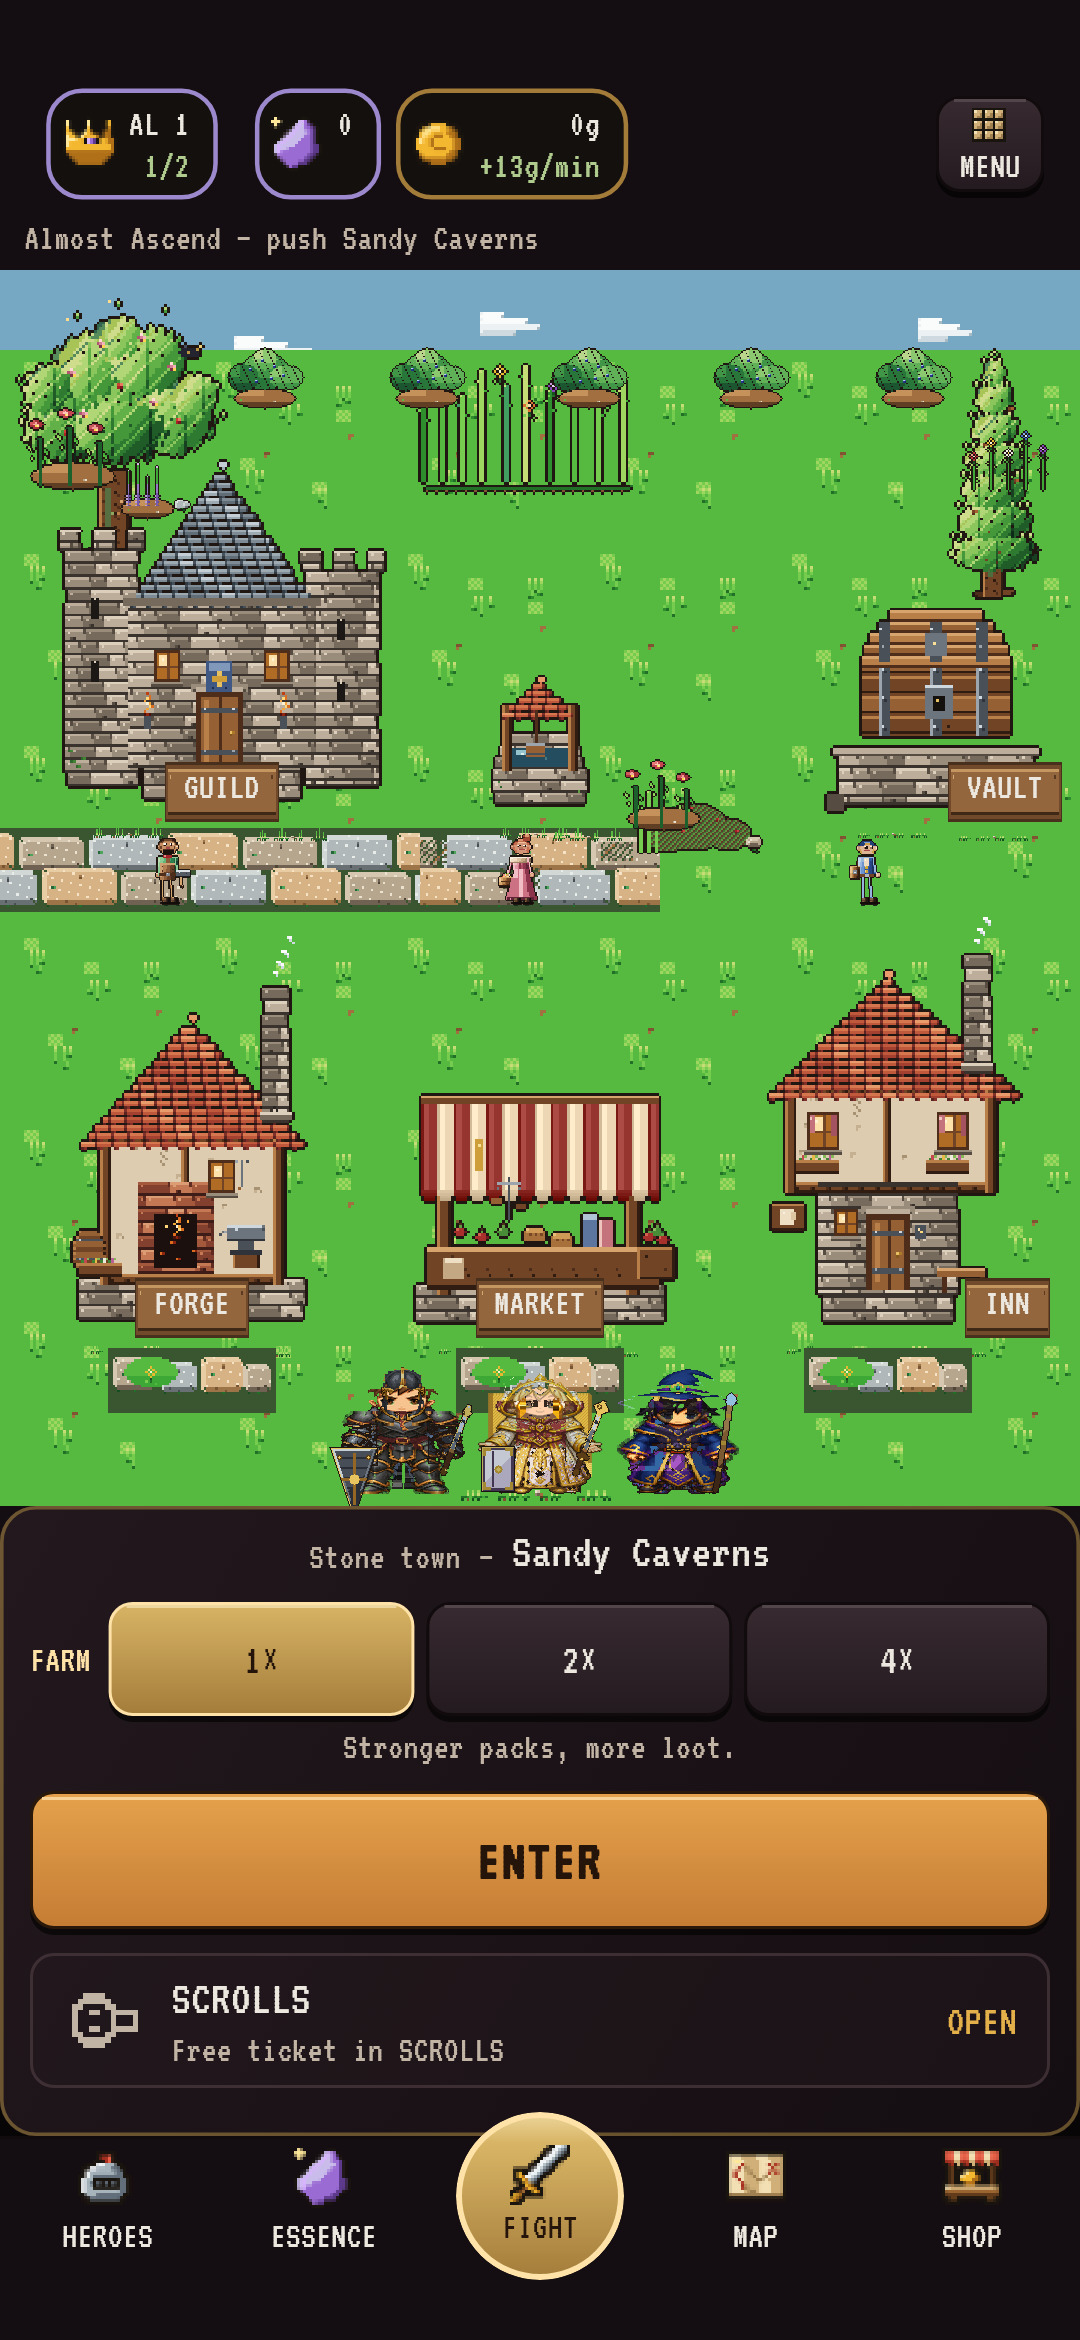 AL 1
1/2
0
0g
+13g/min
MENU
Almost Ascend - push Sandy Caverns
GUILD
VAULT
FORGE
MARKET
INN
Stone town - Sandy Caverns
FARM
1X
2X
4X
Stronger packs, more loot.
ENTER
SCROLLS
Free ticket in SCROLLS
OPEN
HEROES
ESSENCE
FIGHT
MAP
SHOP